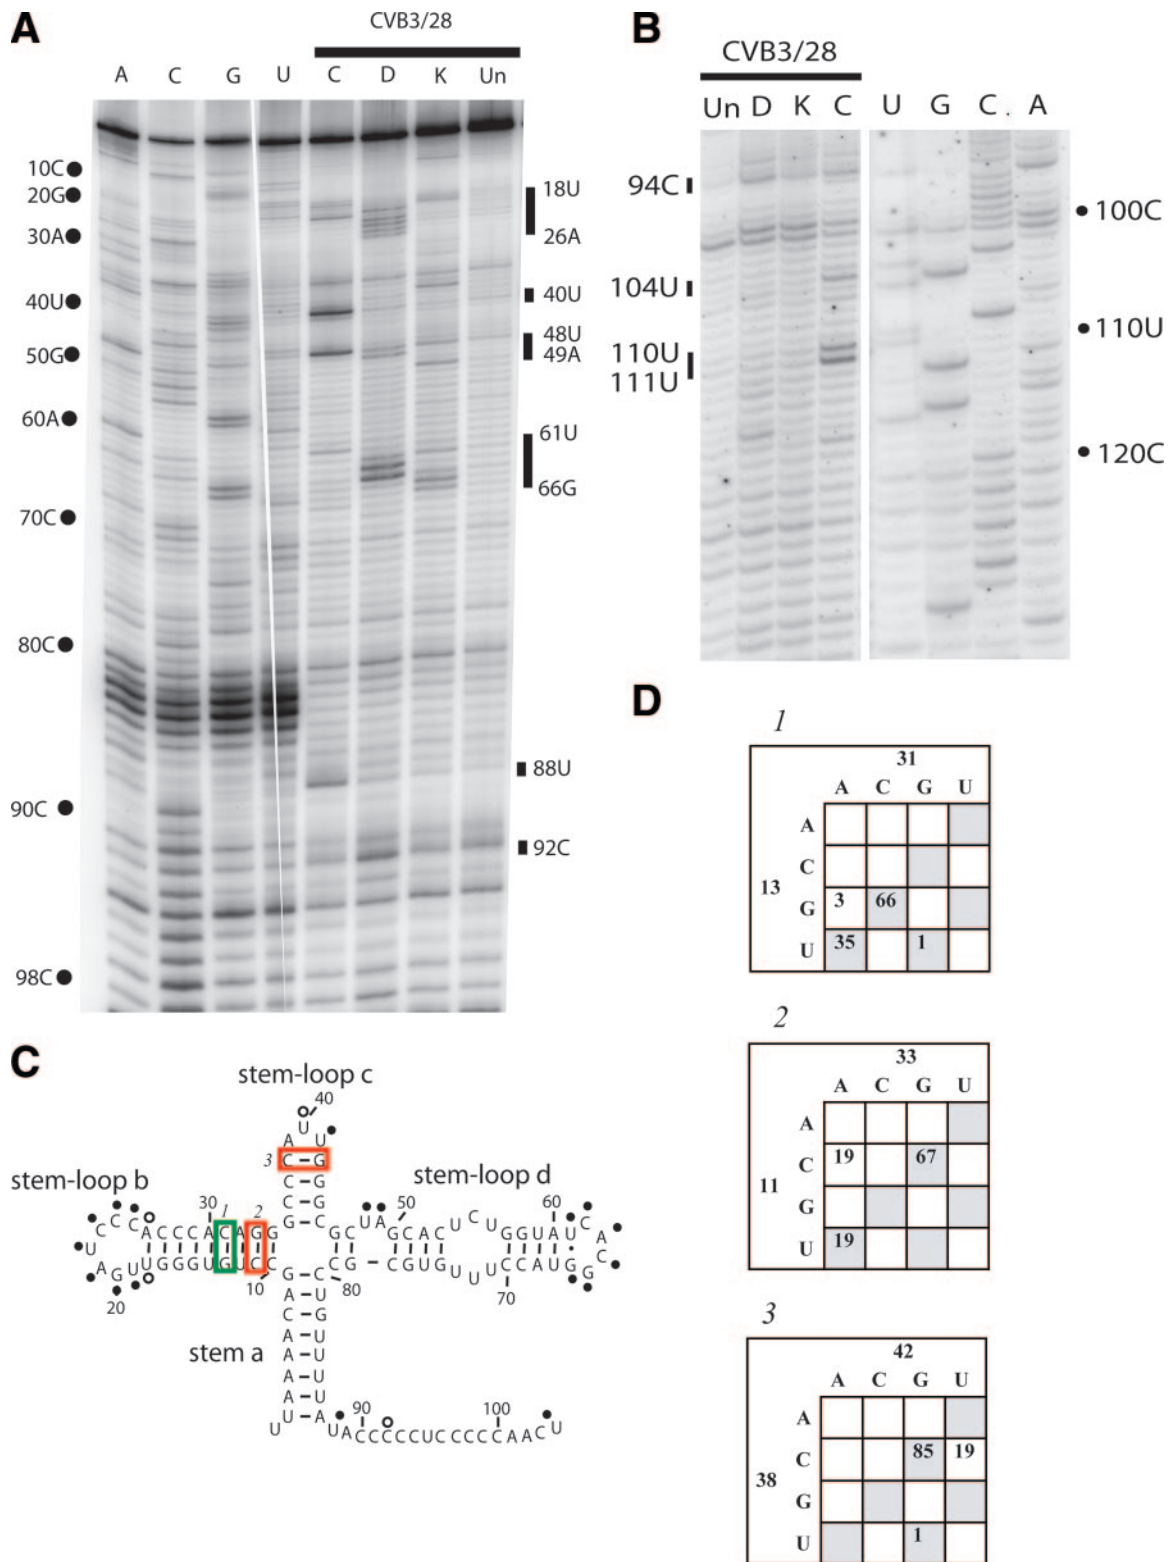 A
CVB3/28
A C G U C D K Un
10C
20G
30A
40U
50G
60A
70C
80C
90C
98C
18U
26A
40U
48U
49A
61U
66G
88U
92C
B
CVB3/28
Un D K C U G C A
94C
104U
110U
111U
100C
110U
120C
C
stem-loop c
40
A U U
3 C G
stem-loop b
stem-loop d
30 1 2
50
60
20
10
80
70
stem a
90
100
U A C C C C C U C C C C C A A C U
D
1
31
A C G U
A
C
13
G 3 66
U 35 1
2
33
A C G U
A
C 19 67
11
G
U 19
3
42
A C G U
A
C 85 19
38
G
U 1